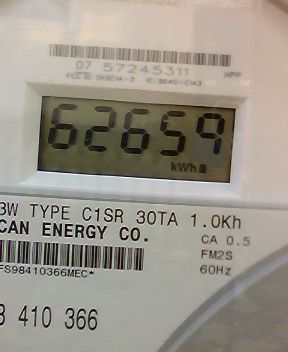 07 57245311 HPP
62659
kWh
3W TYPE C1SR 30TA 1.0Kh
CAN ENERGY CO. CA 0.5
FM2S
FS98410366MEC* 60Hz
410 366